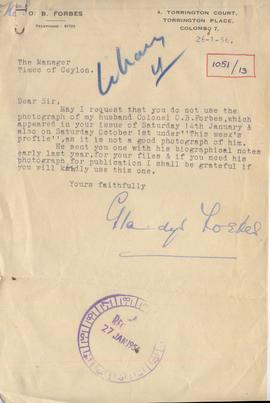 O. B. FORBES
TELEPHONE:
4, TORRINGTON COURT,
TORRINGTON PLACE,
COLOMBO 7.
26-1-56.
1051/13
The Manager
Times of Ceylon.
Dear Sir,
May I request that you do not use the
photograph of my husband Colonel O.B.Forbes,which
appeared in your issue of Saturday 14th January &
also on Saturday October 1st under "This week's
profile",as it is not a good photograph of him.
He sent you one with his biographical notes
early last year,for your files & if you need his
photograph for publication I shall be grateful if
you will kindly use this one.
Yours faithfully
Gladys Forbes
REC
27 JAN 1956